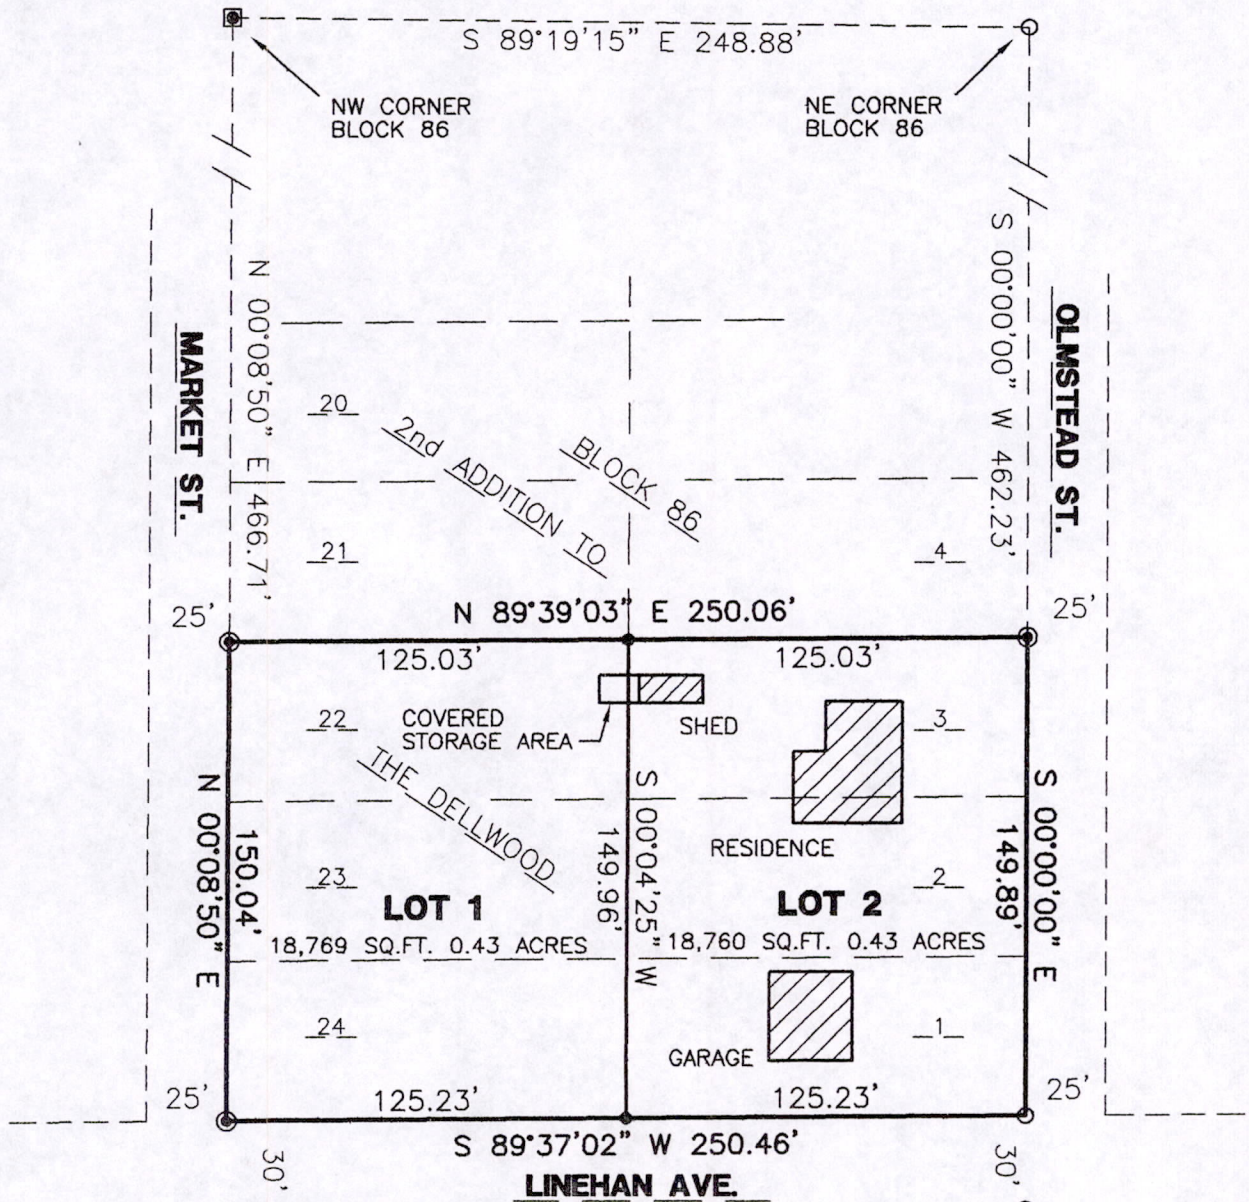 S 89°19'15" E 248.88'
NW CORNER
BLOCK 86
NE CORNER
BLOCK 86
MARKET ST.
N 00°08'50" E 466.71'
S 00°00'00" W 462.23'
OLMSTEAD ST.
20
2nd ADDITION TO
BLOCK 86
21
4
25'
N 89°39'03" E 250.06'
25'
125.03'
125.03'
22
COVERED
STORAGE AREA
SHED
3
THE DELLWOOD
N 00°08'50" E
150.04'
149.96'
S 00°04'25" W
RESIDENCE
149.89'
S 00°00'00" E
23
2
LOT 1
LOT 2
18,769 SQ.FT. 0.43 ACRES
18,760 SQ.FT. 0.43 ACRES
24
1
GARAGE
25'
125.23'
125.23'
25'
S 89°37'02" W 250.46'
30'
30'
LINEHAN AVE.